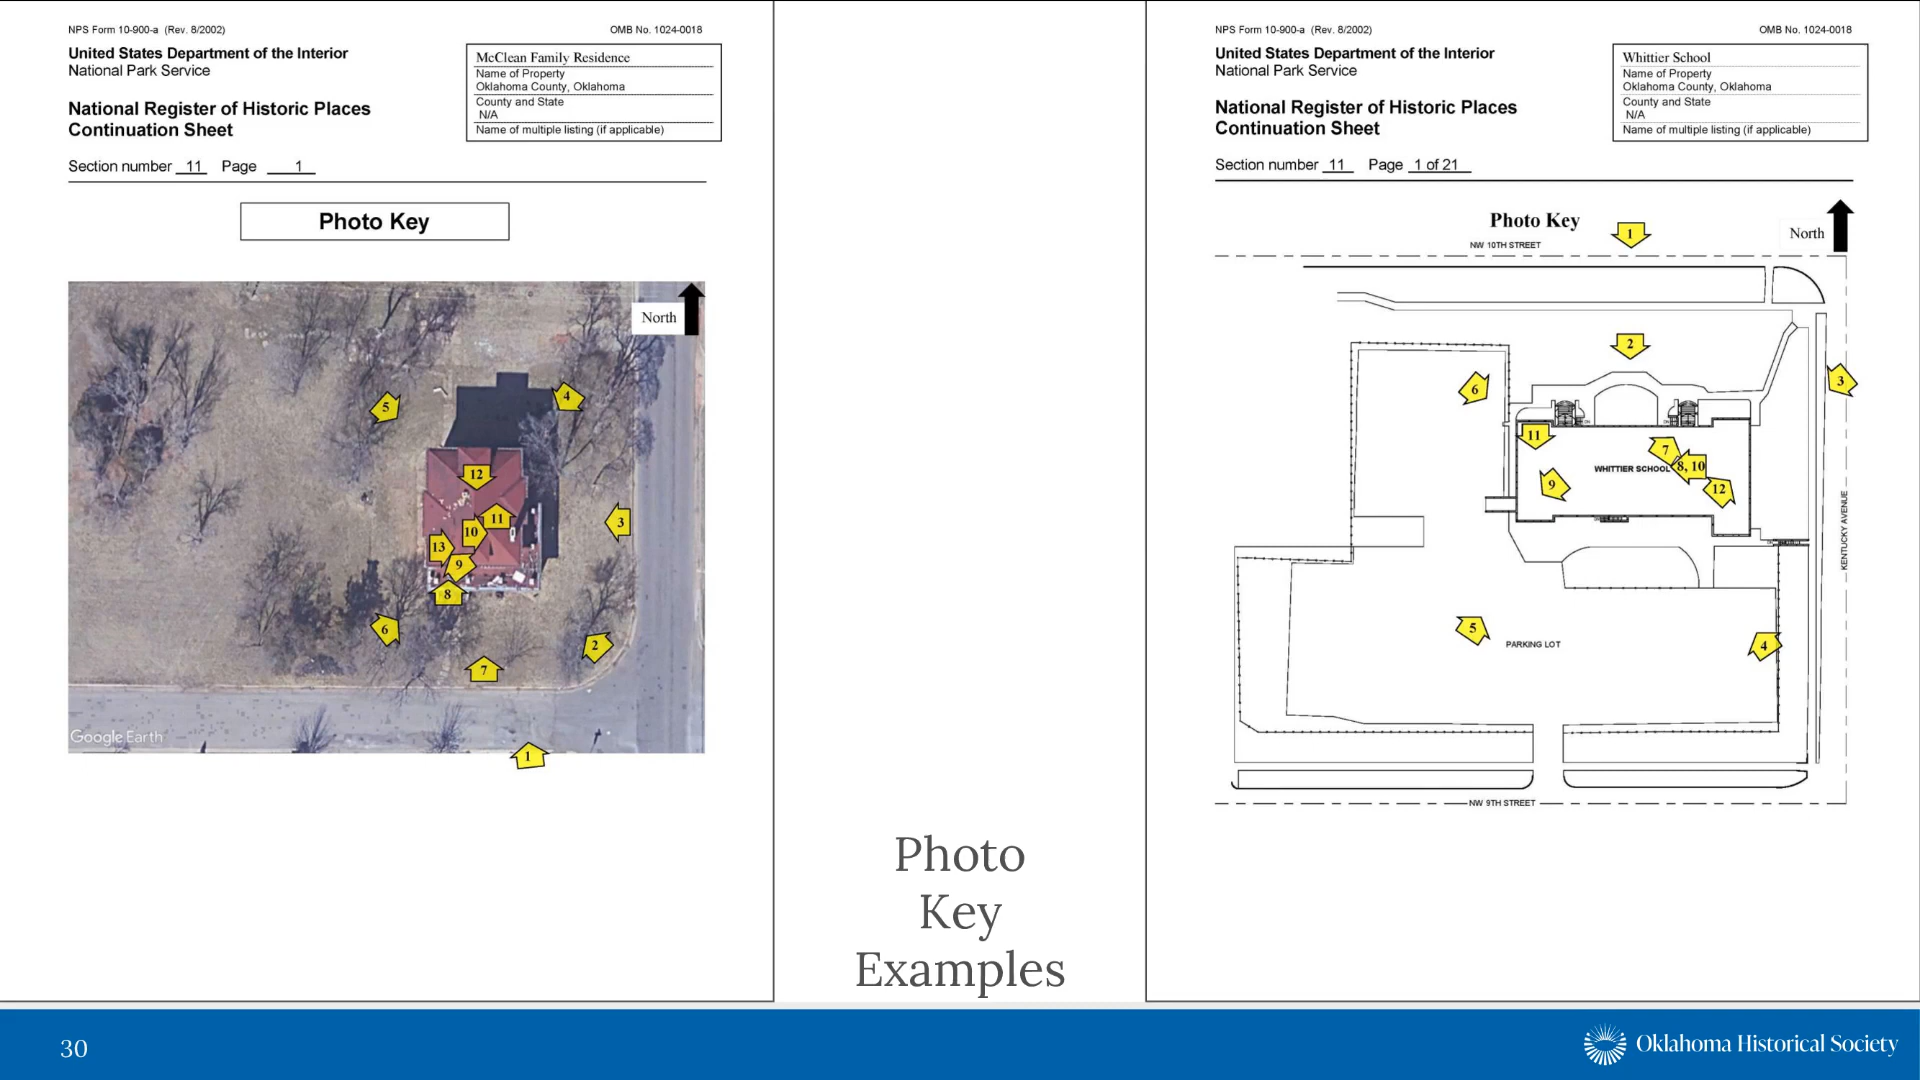 NPS Form 10-900-a (Rev. 8/2002)
OMB No. 1024-0018
United States Department of the Interior
National Park Service
National Register of Historic Places
Continuation Sheet
McClean Family Residence
Name of Property
Oklahoma County, Oklahoma
County and State
N/A
Name of multiple listing (if applicable)
Section number 11 Page 1
Photo Key
North
5
4
12
3
11
10
13
9
8
6
2
7
Google Earth
1
Photo
Key
Examples
NPS Form 10-900-a (Rev. 8/2002)
OMB No. 1024-0018
United States Department of the Interior
National Park Service
National Register of Historic Places
Continuation Sheet
Whittier School
Name of Property
Oklahoma County, Oklahoma
County and State
N/A
Name of multiple listing (if applicable)
Section number 11 Page 1 of 21
Photo Key
1
North
NW 10TH STREET
2
3
6
11
7
WHITTIER SCHOOL
8, 10
9
12
KENTUCKY AVENUE
5
PARKING LOT
4
NW 9TH STREET
30
Oklahoma Historical Society